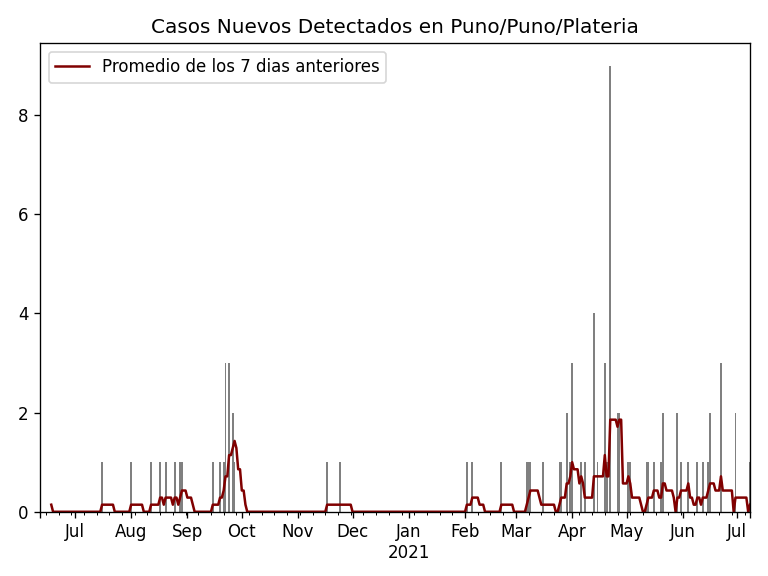 Casos Nuevos Detectados en Puno/Puno/Plateria
Promedio de los 7 dias anteriores
8
6
4
2
0
Jul Aug Sep Oct Nov Dec Jan Feb Mar Apr May Jun Jul
2021